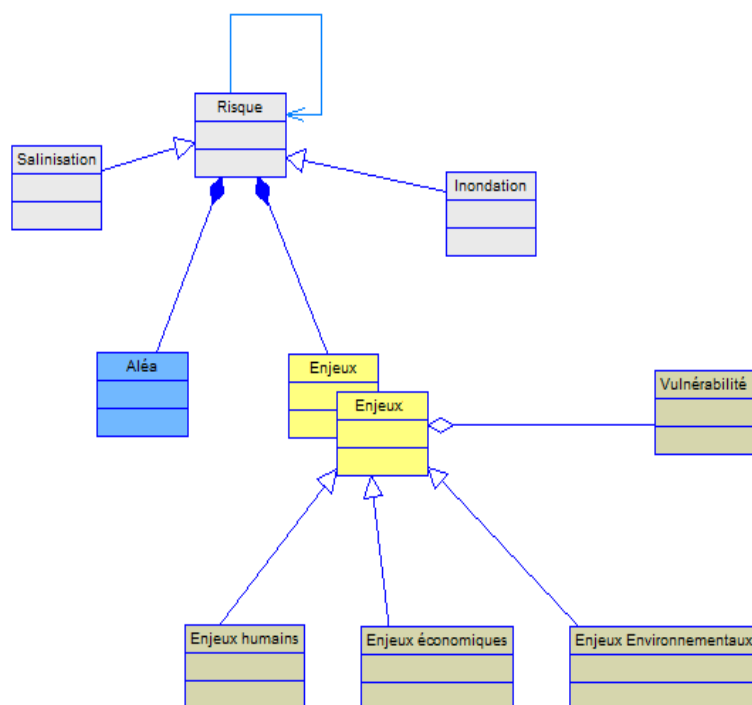 Risque
Salinisation
Inondation
Aléa
Enjeux
Enjeux
Vulnérabilité
Enjeux humains
Enjeux économiques
Enjeux Environnementaux